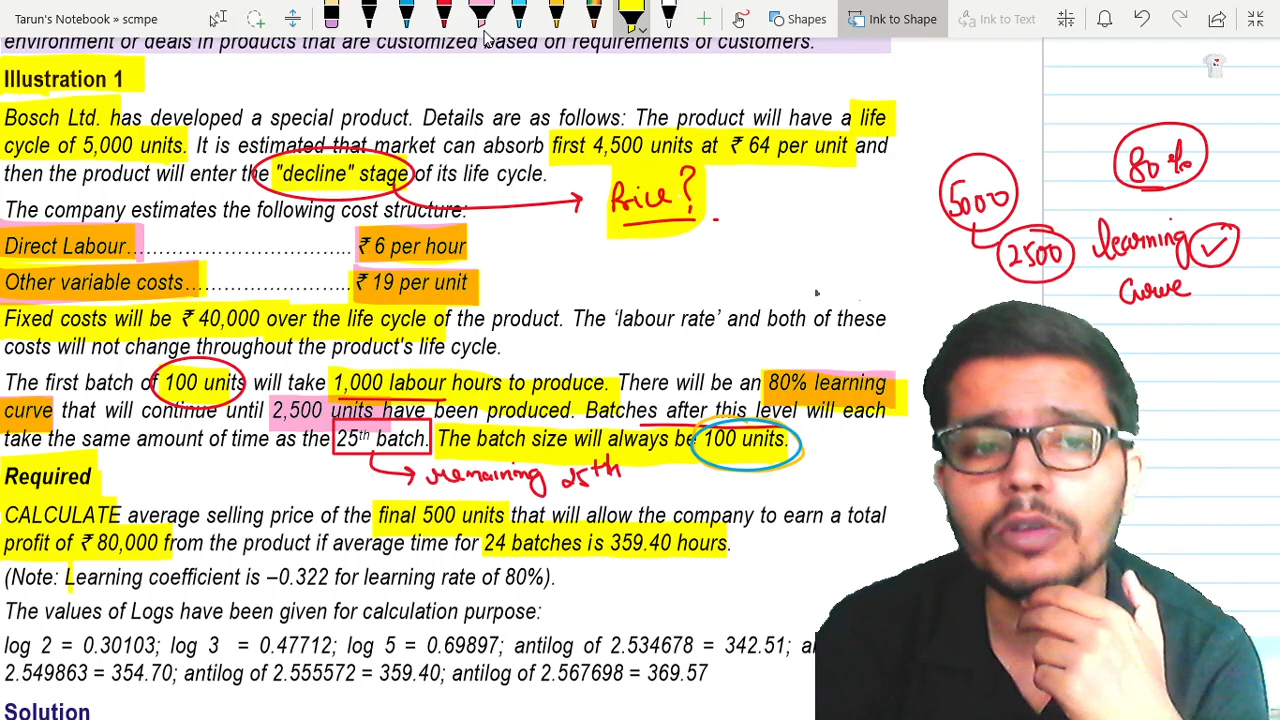 Tarun's Notebook » scmpe
Shapes
Ink to Shape
Ink to Text
environment or deals in products that are customized based on requirements of customers.
Illustration 1
Bosch Ltd. has developed a special product. Details are as follows: The product will have a life
cycle of 5,000 units. It is estimated that market can absorb first 4,500 units at ₹ 64 per unit and
then the product will enter the "decline" stage of its life cycle.
Price?
The company estimates the following cost structure:
Direct Labour……………………………. ₹ 6 per hour
Other variable costs……………………. ₹ 19 per unit
Fixed costs will be ₹ 40,000 over the life cycle of the product. The ‘labour rate’ and both of these
costs will not change throughout the product's life cycle.
The first batch of 100 units will take 1,000 labour hours to produce. There will be an 80% learning
curve that will continue until 2,500 units have been produced. Batches after this level will each
take the same amount of time as the 25th batch. The batch size will always be 100 units.
remaining 25th
Required
CALCULATE average selling price of the final 500 units that will allow the company to earn a total
profit of ₹ 80,000 from the product if average time for 24 batches is 359.40 hours.
(Note: Learning coefficient is –0.322 for learning rate of 80%).
The values of Logs have been given for calculation purpose:
log 2 = 0.30103; log 3 = 0.47712; log 5 = 0.69897; antilog of 2.534678 = 342.51;
2.549863 = 354.70; antilog of 2.555572 = 359.40; antilog of 2.567698 = 369.57
Solution
80%
5000
2500
learning
curve